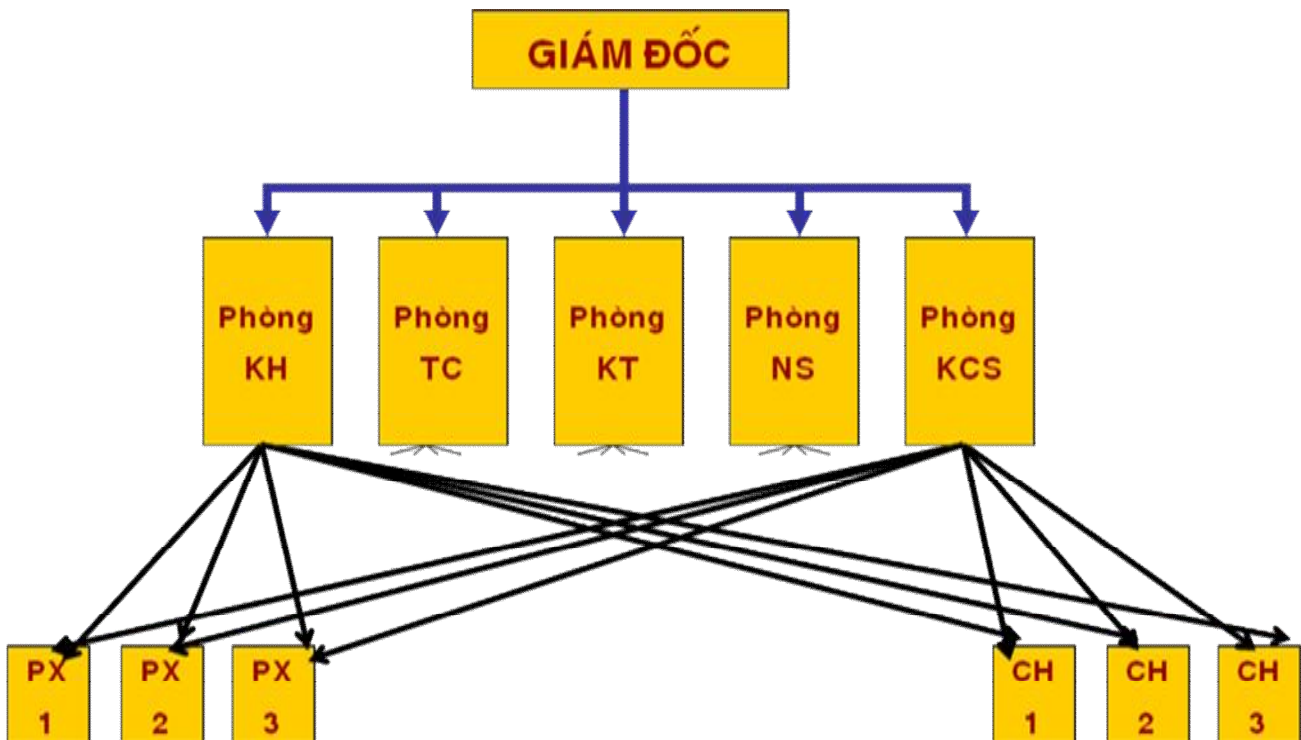 GIÁM ĐỐC
Phòng
KH
Phòng
TC
Phòng
KT
Phòng
NS
Phòng
KCS
PX
1
PX
2
PX
3
CH
1
CH
2
CH
3